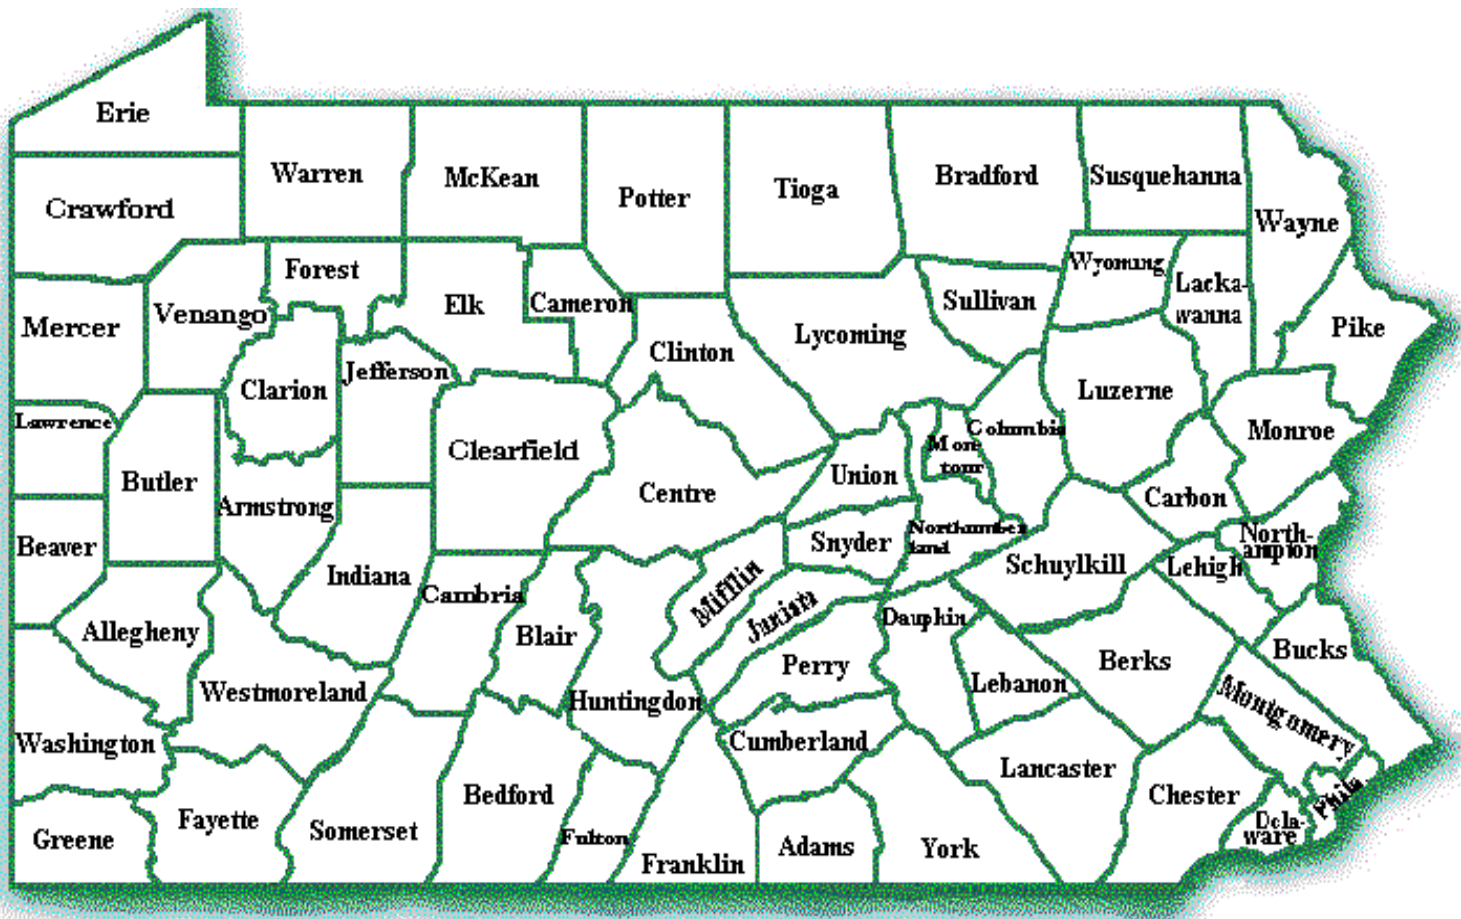 Erie
Warren
McKean
Potter
Tioga
Bradford
Susquehanna
Wayne
Crawford
Forest
Elk
Cameron
Sullivan
Wyoming
Lacka-
wanna
Pike
Mercer
Venango
Clarion
Jefferson
Clinton
Lycoming
Luzerne
Monroe
Lawrence
Butler
Armstrong
Clearfield
Centre
Union
Mon-
tour
Columbia
Carbon
Beaver
Indiana
Snyder
Northumber
land
Schuylkill
Lehigh
North-
ampton
Allegheny
Cambria
Blair
Mifflin
Juniata
Dauphin
Berks
Bucks
Westmoreland
Huntingdon
Perry
Lebanon
Montgomery
Washington
Cumberland
Lancaster
Chester
Phila
Greene
Fayette
Somerset
Bedford
Fulton
Franklin
Adams
York
Dela-
ware